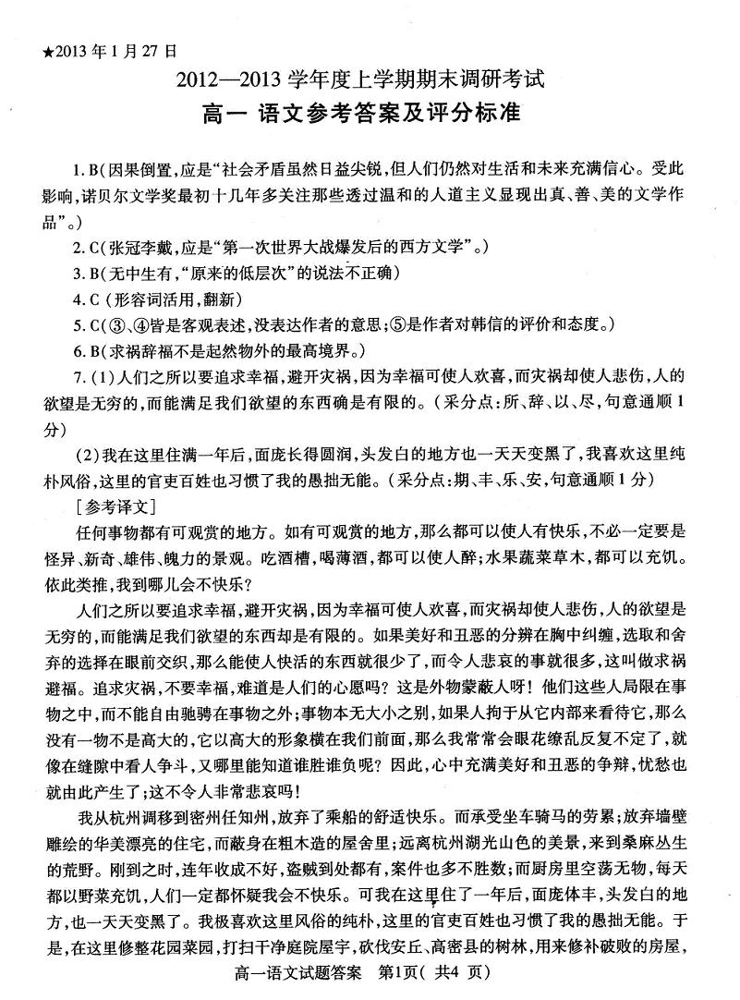 ★2013 年 1 月 27 日
2012—2013 学年度上学期期末调研考试
高一 语文参考答案及评分标准
1. B(因果倒置,应是“社会矛盾虽然日益尖锐,但人们仍然对生活和未来充满信心。受此
影响,诺贝尔文学奖最初十几年多关注那些透过温和的人道主义显现出真、善、美的文学作
品”。)
2. C(张冠李戴,应是“第一次世界大战爆发后的西方文学”。)
3. B(无中生有,“原来的低层次”的说法不正确)
4. C (形容词活用,翻新)
5. C(③、④皆是客观表述,没表达作者的意思;⑤是作者对韩信的评价和态度。)
6. B(求祸辞福不是起然物外的最高境界。)
7. (1)人们之所以要追求幸福,避开灾祸,因为幸福可使人欢喜,而灾祸却使人悲伤,人的
欲望是无穷的,而能满足我们欲望的东西确是有限的。(采分点:所、辞、以、尽,句意通顺 1
分)
(2)我在这里住满一年后,面庞长得圆润,头发白的地方也一天天变黑了,我喜欢这里纯
朴风俗,这里的官吏百姓也习惯了我的愚拙无能。(采分点:期、丰、乐、安,句意通顺 1 分)
[参考译文]
任何事物都有可观赏的地方。如有可观赏的地方,那么都可以使人有快乐,不必一定要是
怪异、新奇、雄伟、魄力的景观。吃酒槽,喝薄酒,都可以使人醉;水果蔬菜草木,都可以充饥。
依此类推,我到哪儿会不快乐?
人们之所以要追求幸福,避开灾祸,因为幸福可使人欢喜,而灾祸却使人悲伤,人的欲望是
无穷的,而能满足我们欲望的东西却是有限的。如果美好和丑恶的分辨在胸中纠缠,选取和舍
弃的选择在眼前交织,那么能使人快活的东西就很少了,而令人悲哀的事就很多,这叫做求祸
避福。追求灾祸,不要幸福,难道是人们的心愿吗?这是外物蒙蔽人呀!他们这些人局限在事
物之中,而不能自由驰骋在事物之外;事物本无大小之别,如果人拘于从它内部来看待它,那么
没有一物不是高大的,它以高大的形象横在我们前面,那么我常常会眼花缭乱反复不定了,就
像在缝隙中看人争斗,又哪里能知道谁胜谁负呢?因此,心中充满美好和丑恶的争辩,忧愁也
就由此产生了;这不令人非常悲哀吗!
我从杭州调移到密州任知州,放弃了乘船的舒适快乐。而承受坐车骑马的劳累;放弃墙壁
雕绘的华美漂亮的住宅,而蔽身在粗木造的屋舍里;远离杭州湖光山色的美景,来到桑麻丛生
的荒野。刚到之时,连年收成不好,盗贼到处都有,案件也多不胜数;而厨房里空荡无物,每天
都以野菜充饥,人们一定都怀疑我会不快乐。可我在这里住了一年后,面庞体丰,头发白的地
方,也一天天变黑了。我极喜欢这里风俗的纯朴,这里的官吏百姓也习惯了我的愚拙无能。于
是,在这里修整花园菜园,打扫干净庭院屋宇,砍伐安丘、高密县的树林,用来修补破败的房屋,
高一语文试题答案 第1页( 共4 页)